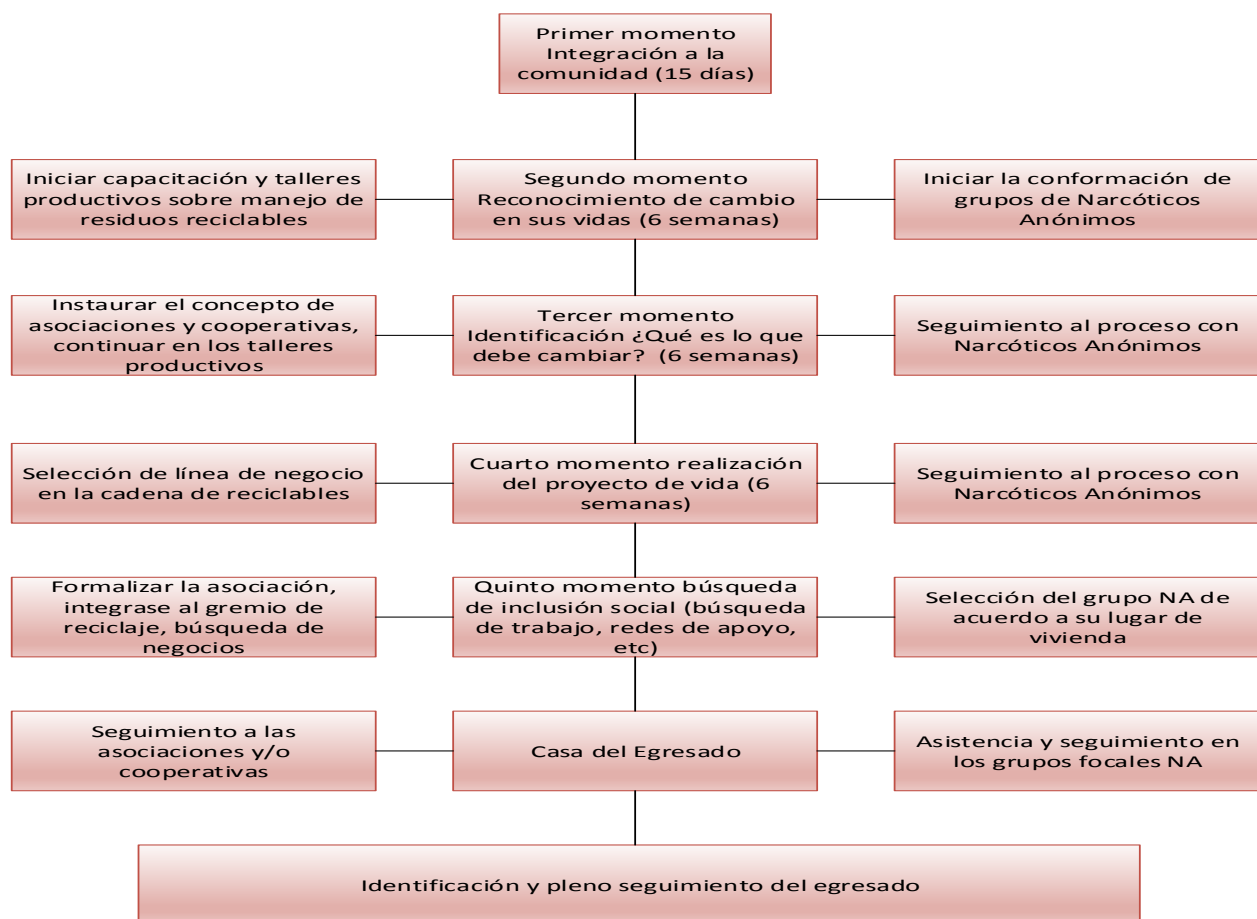 Primer momento
Integración a la
comunidad (15 días)
Iniciar capacitación y talleres
productivos sobre manejo de
residuos reciclables
Segundo momento
Reconocimiento de cambio
en sus vidas (6 semanas)
Iniciar la conformación  de
grupos de Narcóticos
Anónimos
Instaurar el concepto de
asociaciones y cooperativas,
continuar en los talleres
productivos
Tercer momento
Identificación ¿Qué es lo que
debe cambiar?  (6 semanas)
Seguimiento al proceso con
Narcóticos Anónimos
Selección de línea de negocio
en la cadena de reciclables
Cuarto momento realización
del proyecto de vida (6
semanas)
Seguimiento al proceso con
Narcóticos Anónimos
Formalizar la asociación,
integrase al gremio de
reciclaje, búsqueda de
negocios
Quinto momento búsqueda
de inclusión social (búsqueda
de trabajo, redes de apoyo,
etc)
Selección del grupo NA de
acuerdo a su lugar de
vivienda
Seguimiento a las
asociaciones y/o
cooperativas
Casa del Egresado
Asistencia y seguimiento en
los grupos focales NA
Identificación y pleno seguimiento del egresado